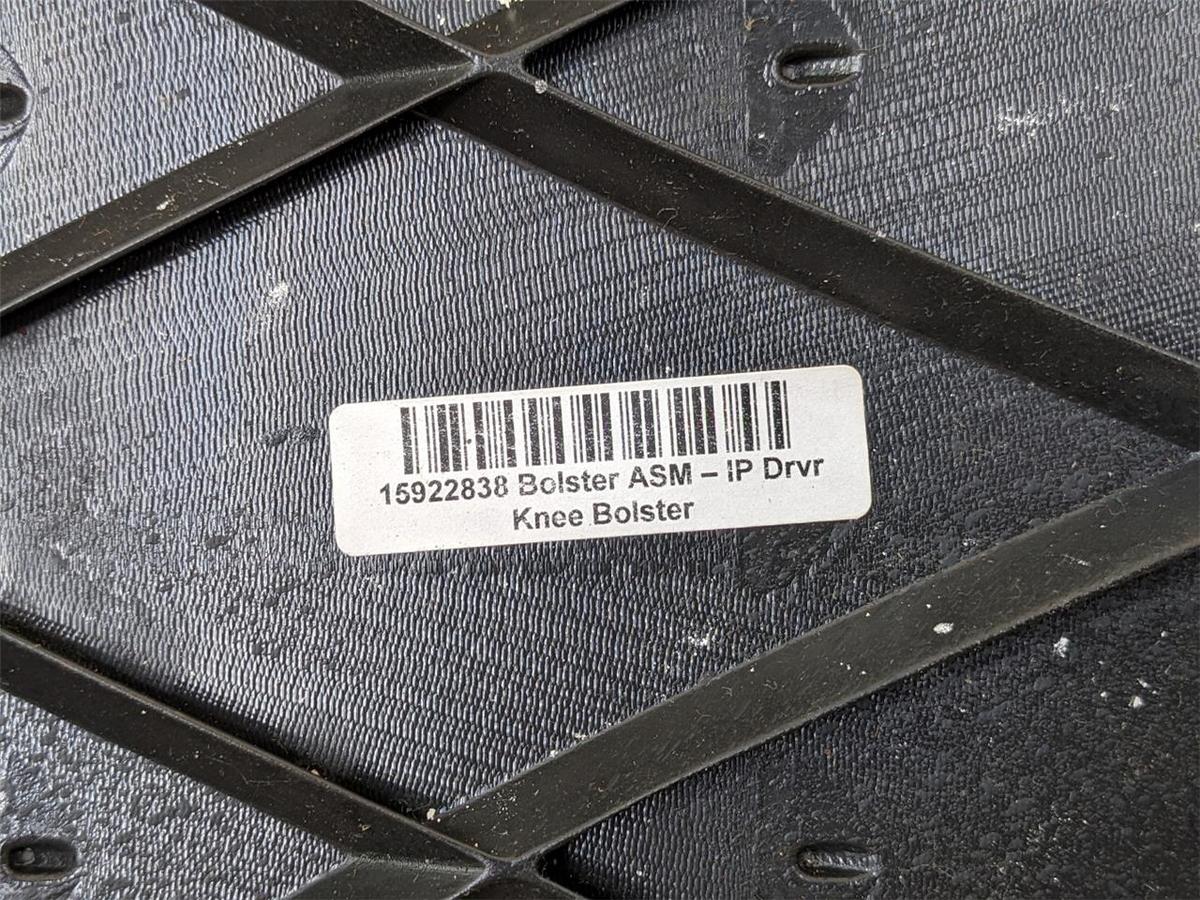 15922838 Bolster ASM – IP Drvr
Knee Bolster